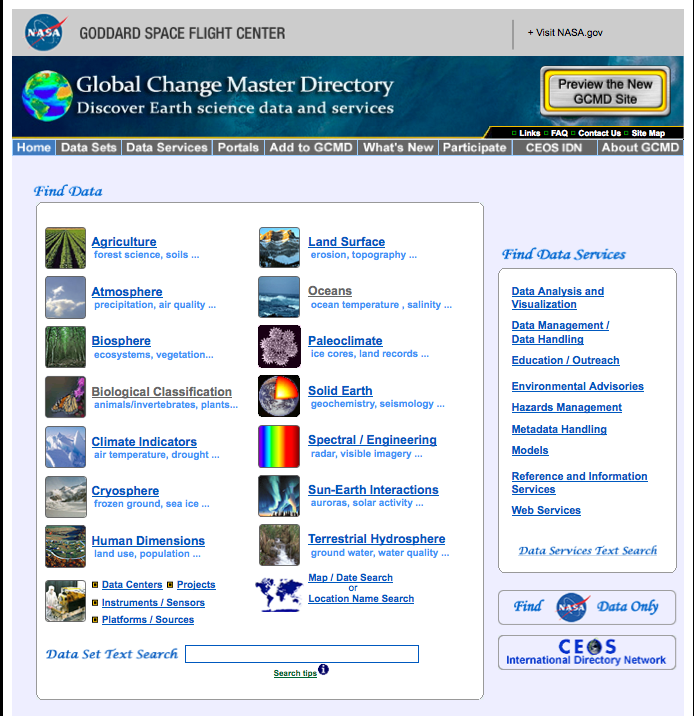 NASA GODDARD SPACE FLIGHT CENTER
+ Visit NASA.gov
Global Change Master Directory
Discover Earth science data and services
Preview the New
GCMD Site
Links FAQ Contact Us Site Map
Home Data Sets Data Services Portals Add to GCMD What's New Participate CEOS IDN About GCMD
Find Data
Agriculture
forest science, soils ...
Land Surface
erosion, topography ...
Atmosphere
precipitation, air quality ...
Oceans
ocean temperature , salinity ...
Biosphere
ecosystems, vegetation...
Paleoclimate
ice cores, land records ...
Biological Classification
animals/invertebrates, plants...
Solid Earth
geochemistry, seismology ...
Climate Indicators
air temperature, drought ...
Spectral / Engineering
radar, visible imagery ...
Cryosphere
frozen ground, sea ice ...
Sun-Earth Interactions
auroras, solar activity ...
Human Dimensions
land use, population ...
Terrestrial Hydrosphere
ground water, water quality ...
Data Centers Projects
Instruments / Sensors
Platforms / Sources
Map / Date Search
or
Location Name Search
Data Set Text Search
Search tips i
Find Data Services
Data Analysis and
Visualization
Data Management /
Data Handling
Education / Outreach
Environmental Advisories
Hazards Management
Metadata Handling
Models
Reference and Information
Services
Web Services
Data Services Text Search
Find NASA Data Only
CEOS
International Directory Network